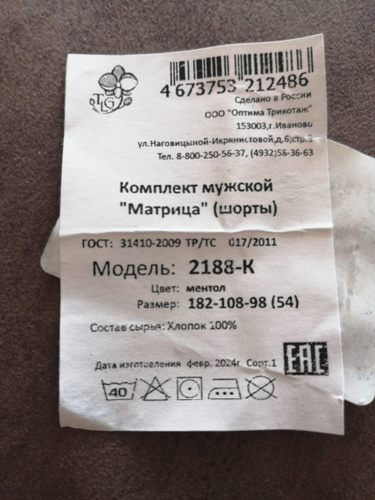 TLG
4 673753 212486
Сделано в России
ООО "Оптима Трикотаж"
153003,г.Иваново
ул.Наговицыной-Икрянистовой,д.6,стр.
Тел. 8-800-250-56-37, (4932)58-36-63
Комплект мужской
"Матрица" (шорты)
ГОСТ: 31410-2009 ТР/ТС 017/2011
Модель: 2188-К
Цвет: ментол
Размер: 182-108-98 (54)
Состав сырья: Хлопок 100%
Дата изготовления февр. 2024г Сорт.1
EAC
40